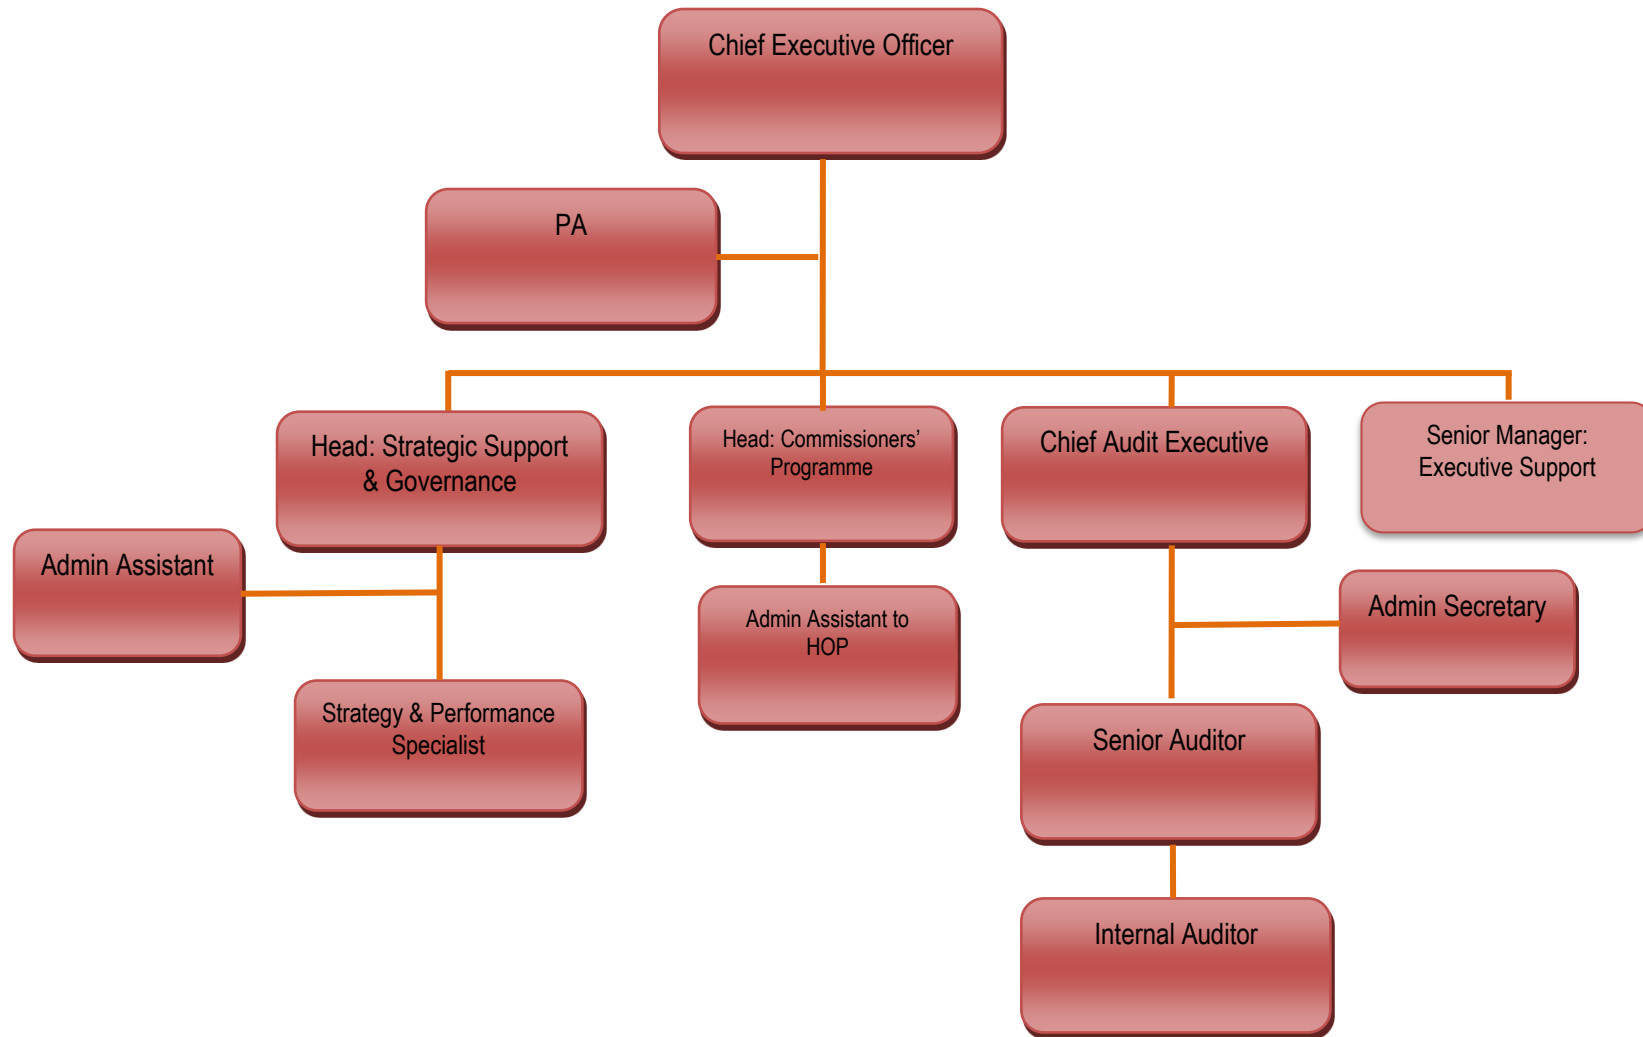 Chief Executive Officer
PA
Head: Strategic Support
& Governance
Head: Commissioners’
Programme
Chief Audit Executive
Senior Manager:
Executive Support
Admin Assistant
Admin Assistant to
HOP
Admin Secretary
Strategy & Performance
Specialist
Senior Auditor
Internal Auditor